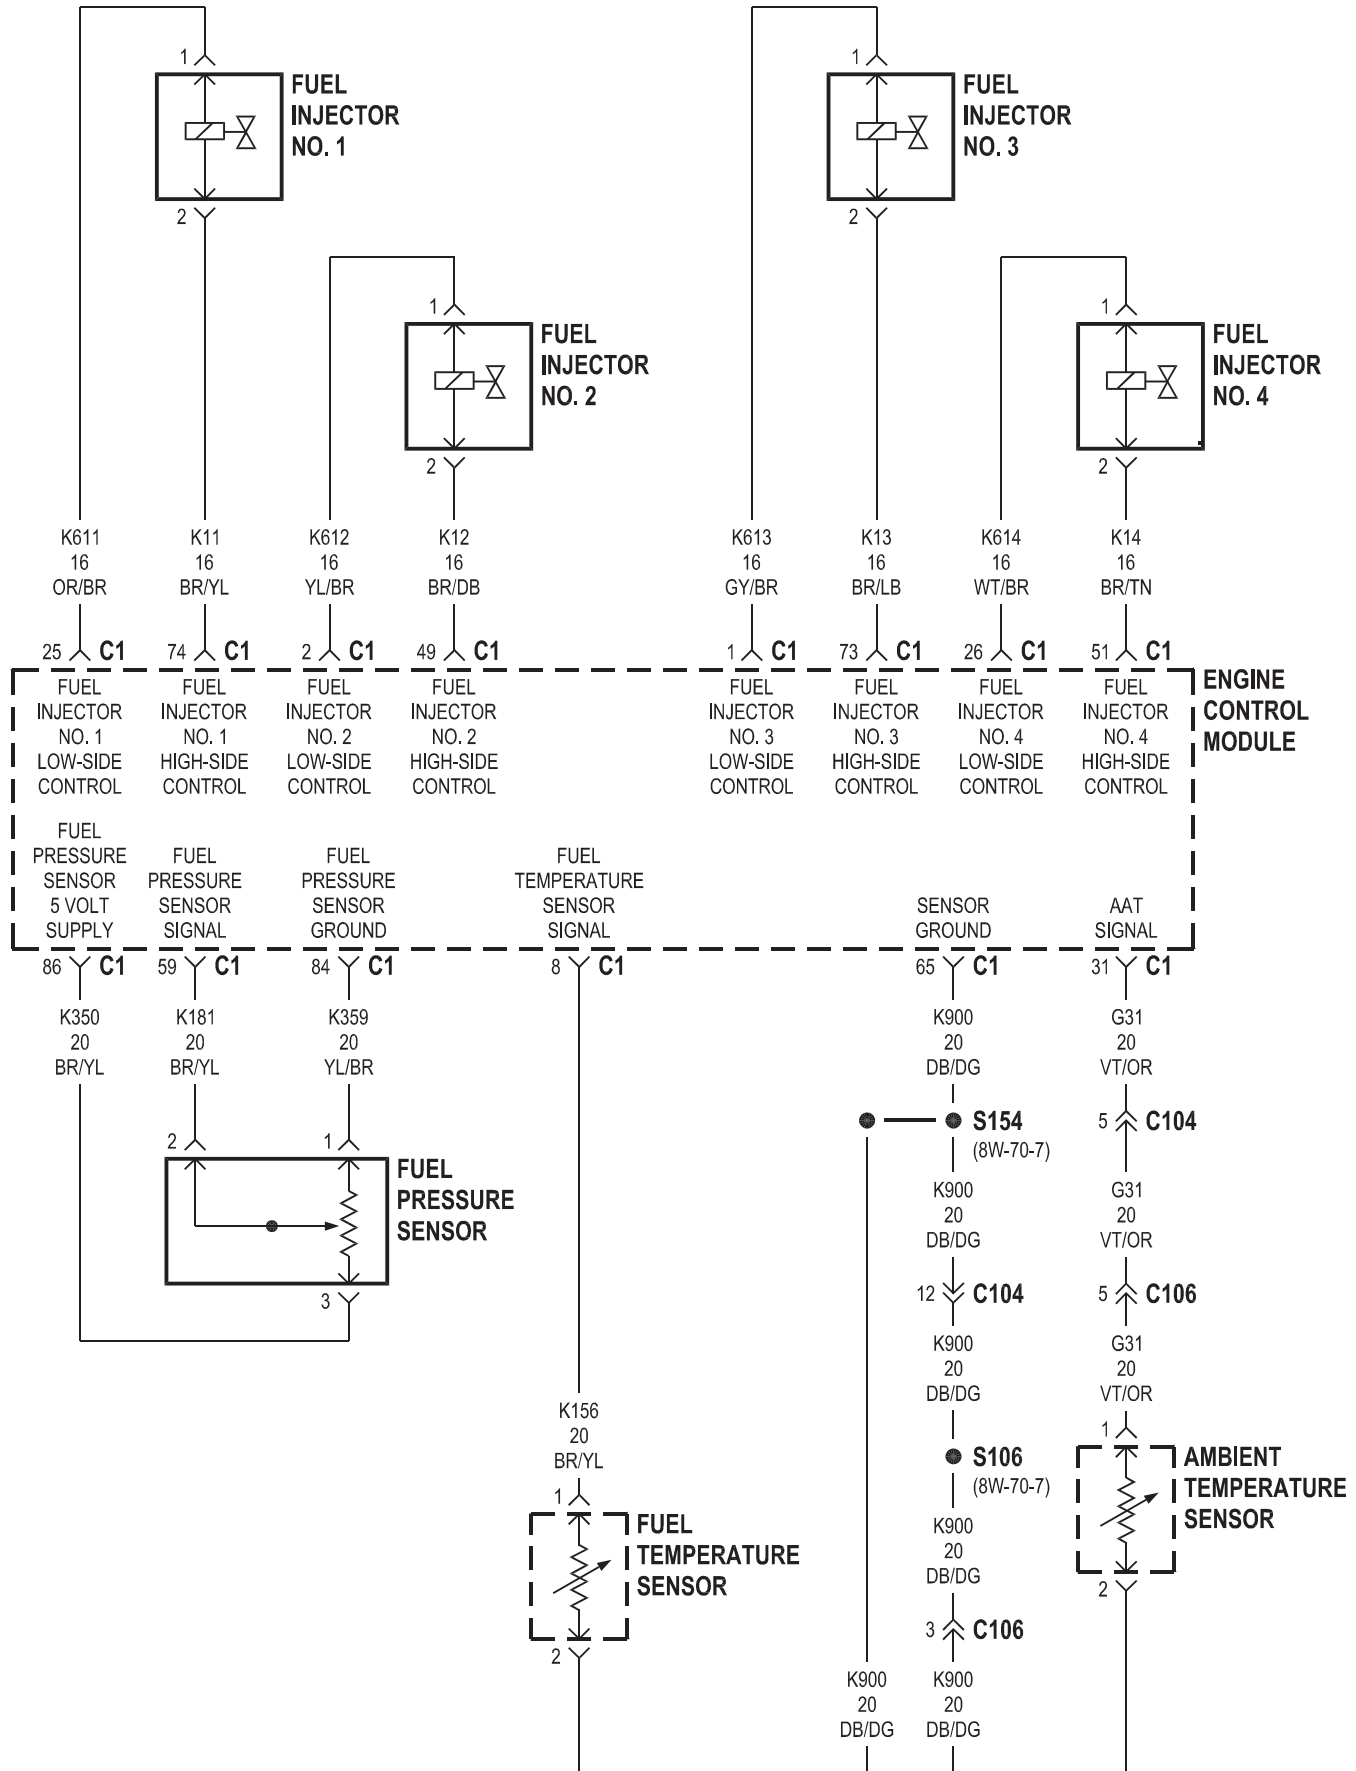 1
FUEL
INJECTOR
NO. 1
2
1
FUEL
INJECTOR
NO. 3
2
1
FUEL
INJECTOR
NO. 2
2
1
FUEL
INJECTOR
NO. 4
2
K611
16
OR/BR
K11
16
BR/YL
K612
16
YL/BR
K12
16
BR/DB
K613
16
GY/BR
K13
16
BR/LB
K614
16
WT/BR
K14
16
BR/TN
25 C1
74 C1
2 C1
49 C1
1 C1
73 C1
26 C1
51 C1
FUEL
INJECTOR
NO. 1
LOW-SIDE
CONTROL
FUEL
INJECTOR
NO. 1
HIGH-SIDE
CONTROL
FUEL
INJECTOR
NO. 2
LOW-SIDE
CONTROL
FUEL
INJECTOR
NO. 2
HIGH-SIDE
CONTROL
FUEL
INJECTOR
NO. 3
LOW-SIDE
CONTROL
FUEL
INJECTOR
NO. 3
HIGH-SIDE
CONTROL
FUEL
INJECTOR
NO. 4
LOW-SIDE
CONTROL
FUEL
INJECTOR
NO. 4
HIGH-SIDE
CONTROL
ENGINE
CONTROL
MODULE
FUEL
PRESSURE
SENSOR
5 VOLT
SUPPLY
FUEL
PRESSURE
SENSOR
SIGNAL
FUEL
PRESSURE
SENSOR
GROUND
FUEL
TEMPERATURE
SENSOR
SIGNAL
SENSOR
GROUND
AAT
SIGNAL
86 C1
59 C1
84 C1
8 C1
65 C1
31 C1
K350
20
BR/YL
K181
20
BR/YL
K359
20
YL/BR
K900
20
DB/DG
G31
20
VT/OR
2
1
FUEL
PRESSURE
SENSOR
3
S154
(8W-70-7)
5 C104
K900
20
DB/DG
G31
20
VT/OR
12 C104
5 C106
K900
20
DB/DG
G31
20
VT/OR
K156
20
BR/YL
1
FUEL
TEMPERATURE
SENSOR
2
S106
(8W-70-7)
1
AMBIENT
TEMPERATURE
SENSOR
2
K900
20
DB/DG
3 C106
K900
20
DB/DG
K900
20
DB/DG